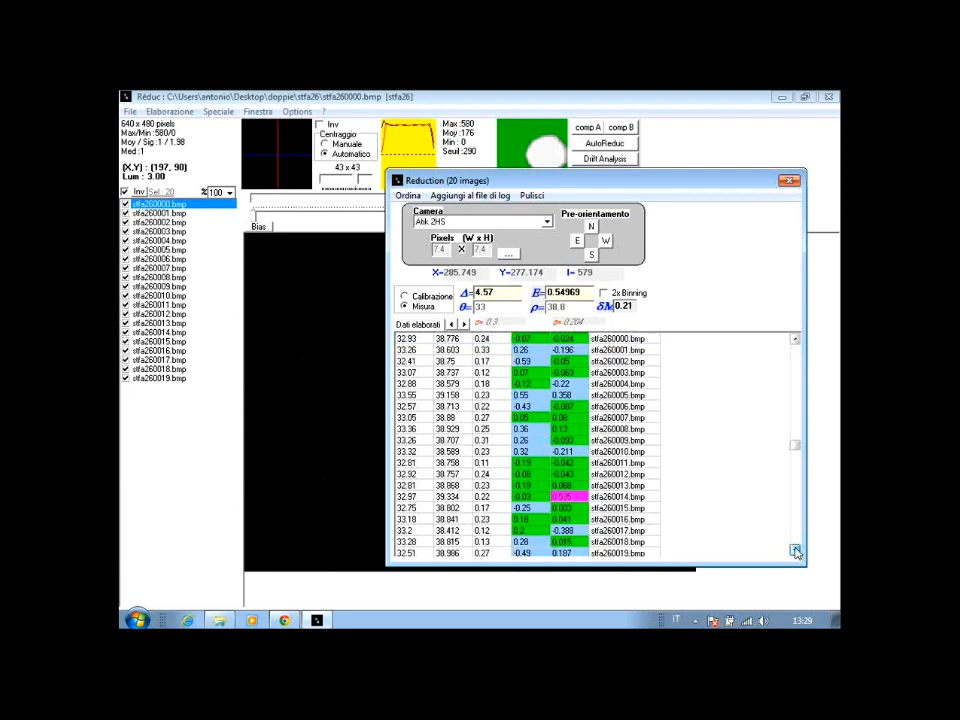 Réduc : C:\Users\antonio\Desktop\doppie\stfa26\stfa260000.bmp [stfa26]
File Elaborazione Speciale Finestra Options ?
640 x 480 pixels
Max/Min : 580/0
Moy / Sig : 1 / 1.98
Med : 1
(X.Y) : (197, 90)
Lum : 3.00
Inv Sel.: 20 % 100
stfa260000.bmp
stfa260001.bmp
stfa260002.bmp
stfa260003.bmp
stfa260004.bmp
stfa260005.bmp
stfa260006.bmp
stfa260007.bmp
stfa260008.bmp
stfa260009.bmp
stfa260010.bmp
stfa260011.bmp
stfa260012.bmp
stfa260013.bmp
stfa260014.bmp
stfa260015.bmp
stfa260016.bmp
stfa260017.bmp
stfa260018.bmp
stfa260019.bmp
Inv
Centraggio
Manuale
Automatico
43 x 43
Max : 580
Moy : 176
Min : 0
Seuil : 290
comp A comp B
AutoReduc
Drift Analysis
Bias
Reduction (20 images)
Ordina Aggiungi al file di log Pulisci
Camera
Atik 2HS
Pixels (W x H)
7.4 X 7.4 ...
Pre-orientamento
N
E W
S
X=285.749 Y=277.174 I= 579
Calibrazione
Misura
Δ= 4.57 E= 0.54969 2x Binning
θ= 33 ρ= 38.8 δM 0.21
Dati elaborati σ= 0.3 σ= 0.204
32.93 38.776 0.24 -0.07 -0.024 stfa260000.bmp
33.26 38.603 0.33 0.26 -0.196 stfa260001.bmp
32.41 38.75 0.17 -0.59 -0.05 stfa260002.bmp
33.07 38.737 0.12 0.07 -0.063 stfa260003.bmp
32.88 38.579 0.18 -0.12 -0.22 stfa260004.bmp
33.55 39.158 0.23 0.55 0.358 stfa260005.bmp
32.57 38.713 0.22 -0.43 -0.087 stfa260006.bmp
33.05 38.88 0.27 0.05 0.08 stfa260007.bmp
33.36 38.929 0.25 0.36 0.13 stfa260008.bmp
33.26 38.707 0.31 0.26 -0.093 stfa260009.bmp
33.32 38.589 0.23 0.32 -0.211 stfa260010.bmp
32.81 38.758 0.11 -0.19 -0.042 stfa260011.bmp
32.92 38.757 0.24 -0.08 -0.043 stfa260012.bmp
32.81 38.868 0.23 -0.19 0.068 stfa260013.bmp
32.97 39.334 0.22 -0.03 0.535 stfa260014.bmp
32.75 38.802 0.17 -0.25 0.003 stfa260015.bmp
33.18 38.841 0.23 0.18 0.041 stfa260016.bmp
33.2 38.412 0.12 0.2 -0.388 stfa260017.bmp
33.28 38.815 0.13 0.28 0.015 stfa260018.bmp
32.51 38.986 0.27 -0.49 0.187 stfa260019.bmp
IT 13:29